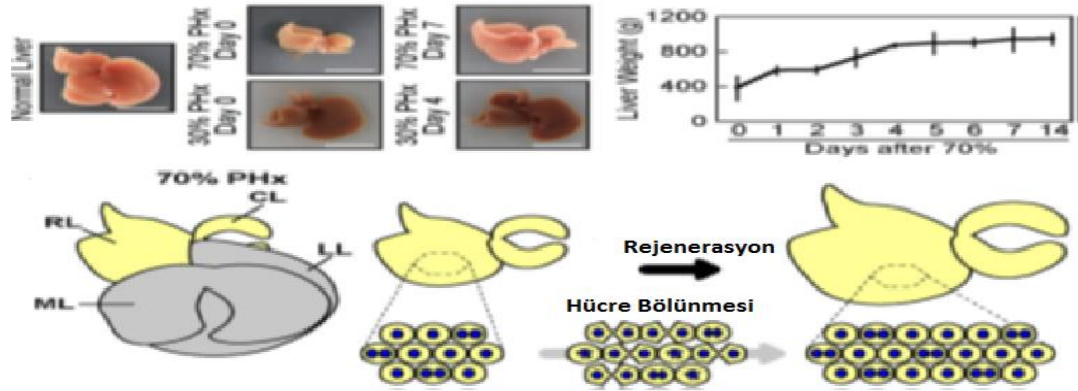 Normal Liver
70% PHx
Day 0
70% PHx
Day 7
30% PHx
Day 0
30% PHx
Day 4
Liver Weight (g)
1200
800
400
0
0 1 2 3 4 5 6 7 14
Days after 70%
70% PHx
CL
RL
LL
ML
Rejenerasyon
Hücre Bölünmesi